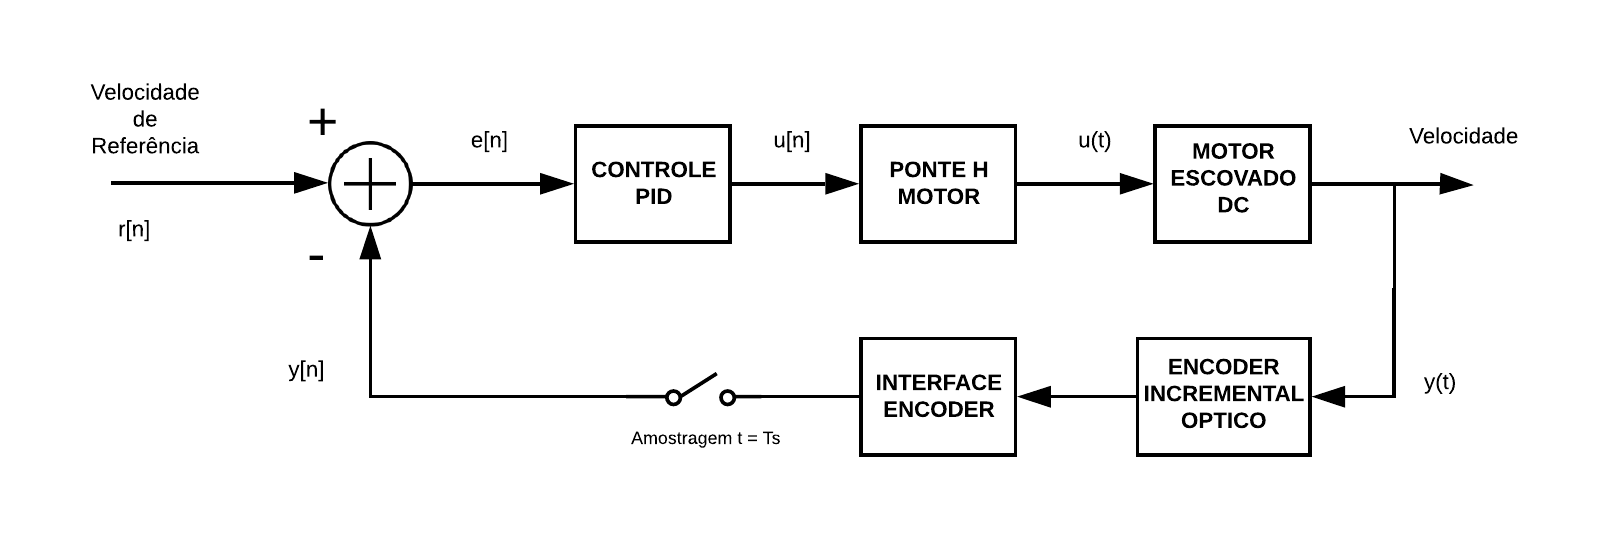 Velocidade
de
Referência
r[n]
+
-
e[n]
CONTROLE
PID
u[n]
PONTE H
MOTOR
u(t)
MOTOR
ESCOVADO
DC
Velocidade
y(t)
ENCODER
INCREMENTAL
OPTICO
INTERFACE
ENCODER
Amostragem t = Ts
y[n]